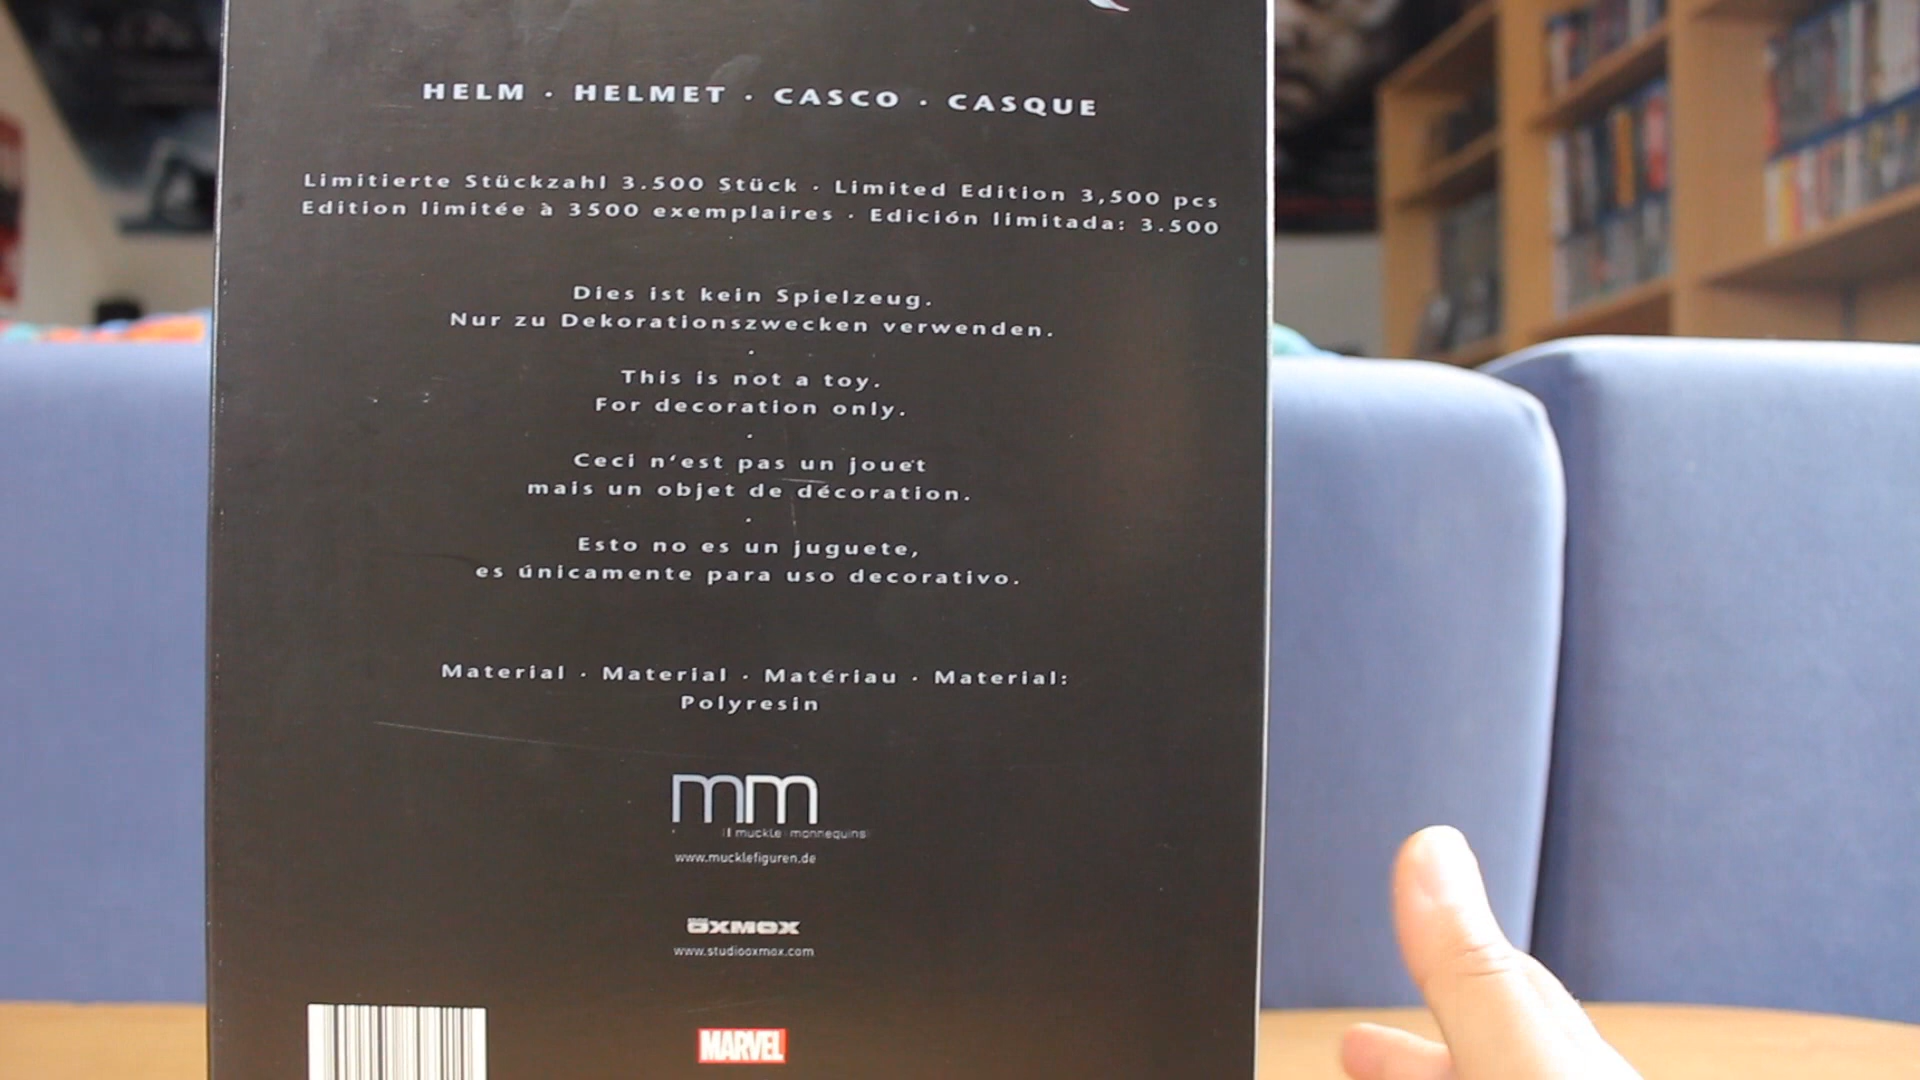 HELM · HELMET · CASCO · CASQUE
Limitierte Stückzahl 3.500 Stück · Limited Edition 3,500 pcs
Edition limitée à 3500 exemplaires · Edición limitada: 3.500
Dies ist kein Spielzeug.
Nur zu Dekorationszwecken verwenden.
·
This is not a toy.
For decoration only.
·
Ceci n‘est pas un jouet
mais un objet de décoration.
·
Esto no es un juguete,
es únicamente para uso decorativo.
Material · Material · Matériau · Material:
Polyresin
mm
muckle mannequins
www.mucklefiguren.de
öxmox
www.studiooxmox.com
MARVEL